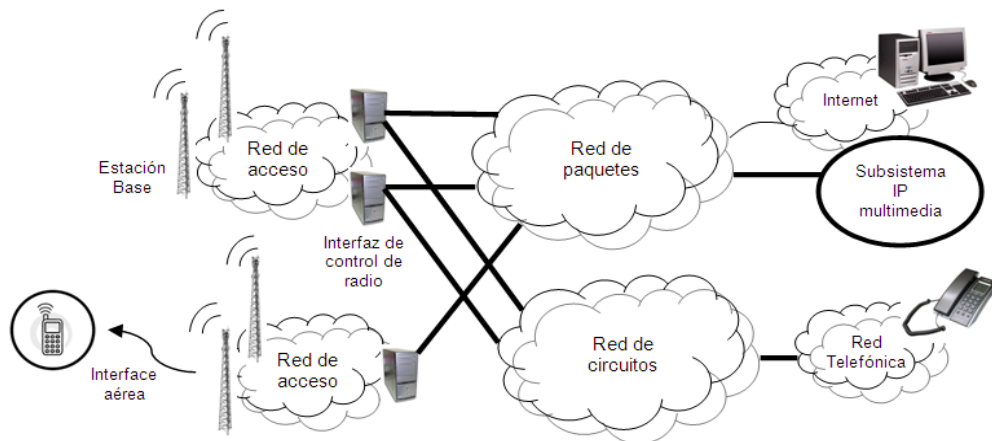 Internet
Red de
acceso
Red de
paquetes
Estación
Base
Subsistema
IP
multimedia
Interfaz de
control de
radio
Red de
acceso
Red de
circuitos
Red
Telefónica
Interface
aérea